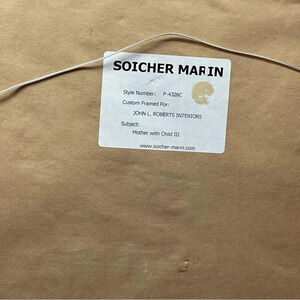 SOICHER MARIN
Style Number: P-4326C
Custom Framed For:
JOHN L. ROBERTS INTERIORS
Subject:
Mother with Child III
www.soicher-marin.com